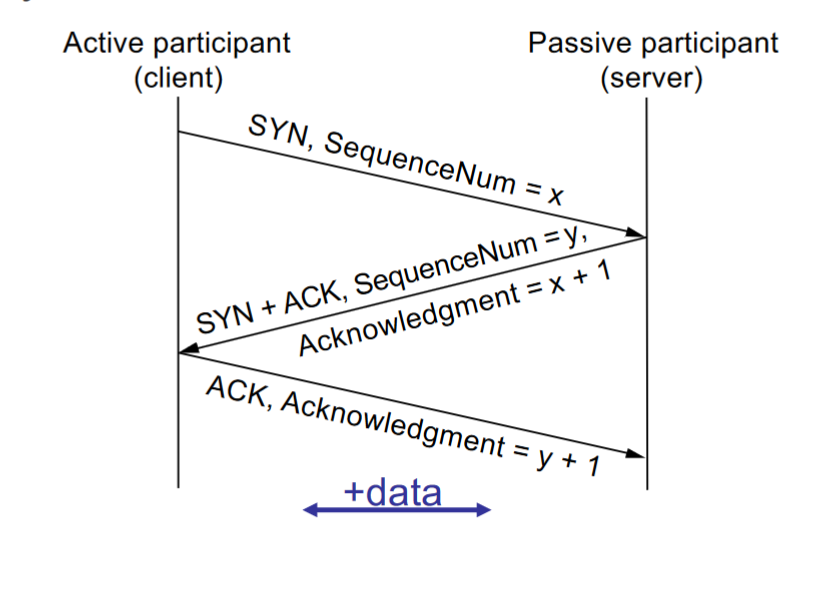 Active participant
(client)
Passive participant
(server)
SYN, SequenceNum = x
SYN + ACK, SequenceNum = y,
Acknowledgment = x + 1
ACK, Acknowledgment = y + 1
+data